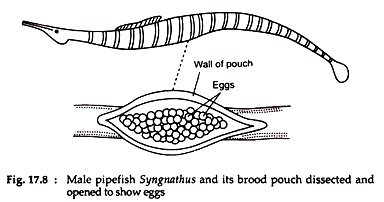 Wall of pouch
Eggs
Fig. 17.8 : Male pipefish Syngnathus and its brood pouch dissected and
opened to show eggs